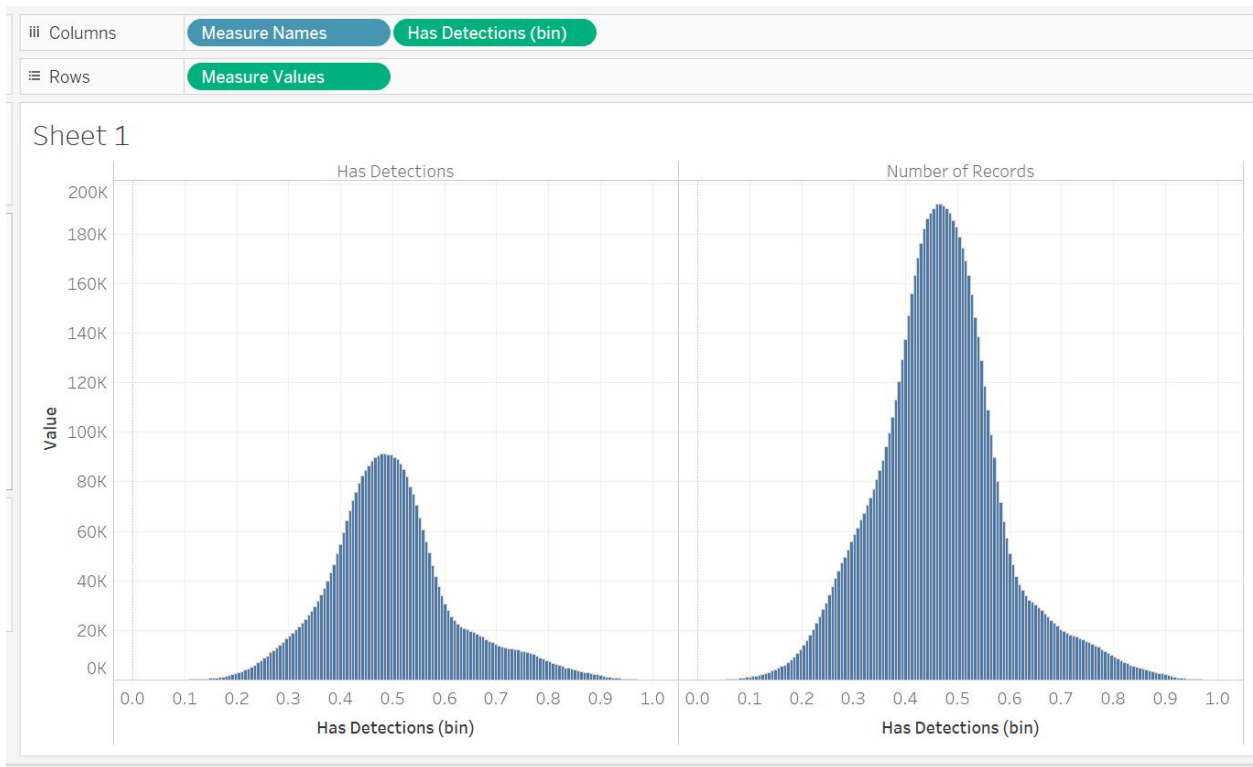 Columns Measure Names Has Detections (bin)
Rows Measure Values
Sheet 1
Has Detections Number of Records
200K
180K
160K
140K
120K
100K
80K
60K
40K
20K
0K
Value
0.0 0.1 0.2 0.3 0.4 0.5 0.6 0.7 0.8 0.9 1.0 0.0 0.1 0.2 0.3 0.4 0.5 0.6 0.7 0.8 0.9 1.0
Has Detections (bin) Has Detections (bin)